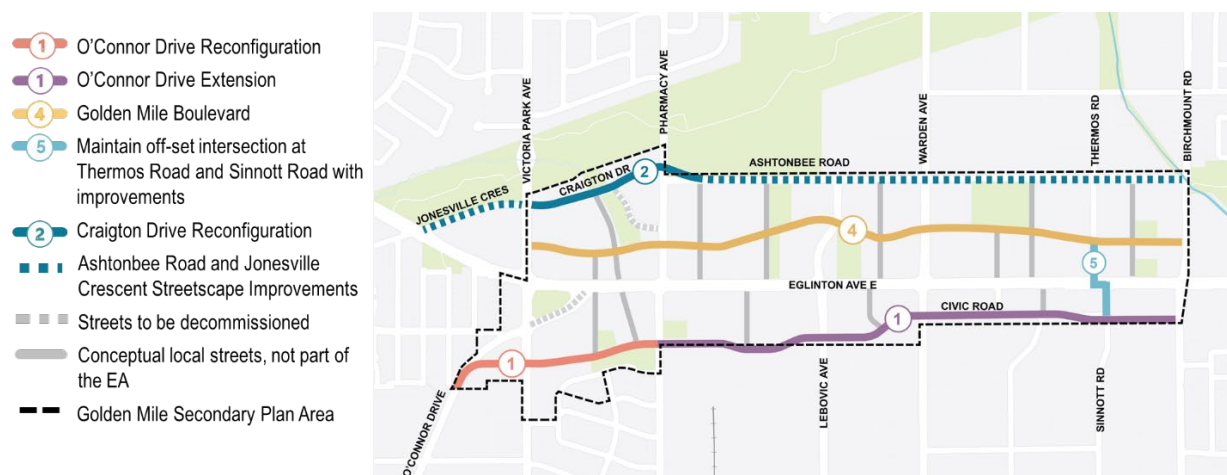 1 O'Connor Drive Reconfiguration
1 O'Connor Drive Extension
4 Golden Mile Boulevard
5 Maintain off-set intersection at
Thermos Road and Sinnott Road with
improvements
2 Craigton Drive Reconfiguration
Ashtonbee Road and Jonesville
Crescent Streetscape Improvements
Streets to be decommissioned
Conceptual local streets, not part of
the EA
Golden Mile Secondary Plan Area
VICTORIA PARK AVE
PHARMACY AVE
WARDEN AVE
THERMOS RD
BIRCHMOUNT RD
JONESVILLE CRES
CRAIGTON DR
2
ASHTONBEE ROAD
4
5
EGLINTON AVE E
CIVIC ROAD
1
1
O'CONNOR DRIVE
LEBOVIC AVE
SINNOTT RD